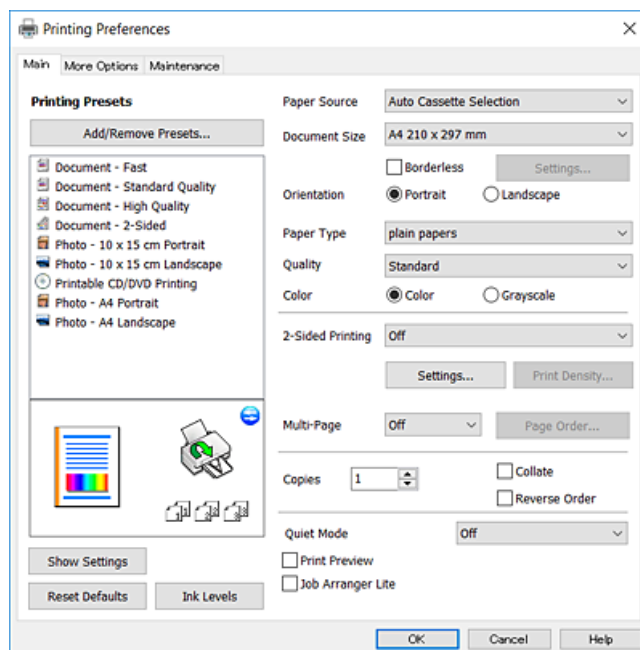 Printing Preferences
Main More Options Maintenance
Printing Presets
Add/Remove Presets...
Document - Fast
Document - Standard Quality
Document - High Quality
Document - 2-Sided
Photo - 10 x 15 cm Portrait
Photo - 10 x 15 cm Landscape
Printable CD/DVD Printing
Photo - A4 Portrait
Photo - A4 Landscape
Show Settings
Reset Defaults Ink Levels
Paper Source Auto Cassette Selection
Document Size A4 210 x 297 mm
Borderless Settings...
Orientation Portrait Landscape
Paper Type plain papers
Quality Standard
Color Color Grayscale
2-Sided Printing Off
Settings... Print Density...
Multi-Page Off Page Order...
Copies 1 Collate
Reverse Order
Quiet Mode Off
Print Preview
Job Arranger Lite
OK Cancel Help